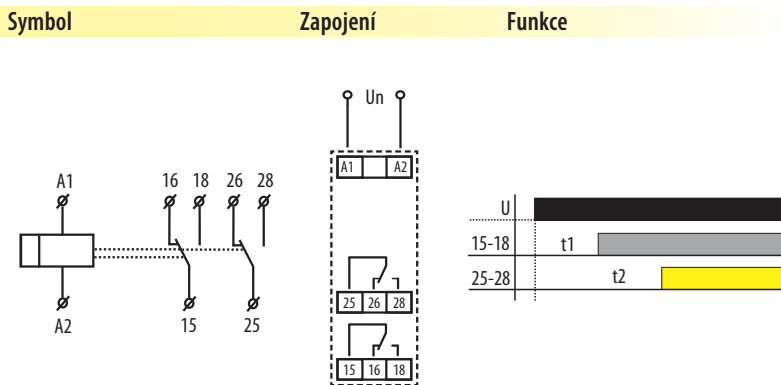 Symbol Zapojení Funkce
Un
A1 A2
A1 16 18 26 28
U
15-18 t1
25-28 t2
25 26 28
A2 15 25
15 16 18